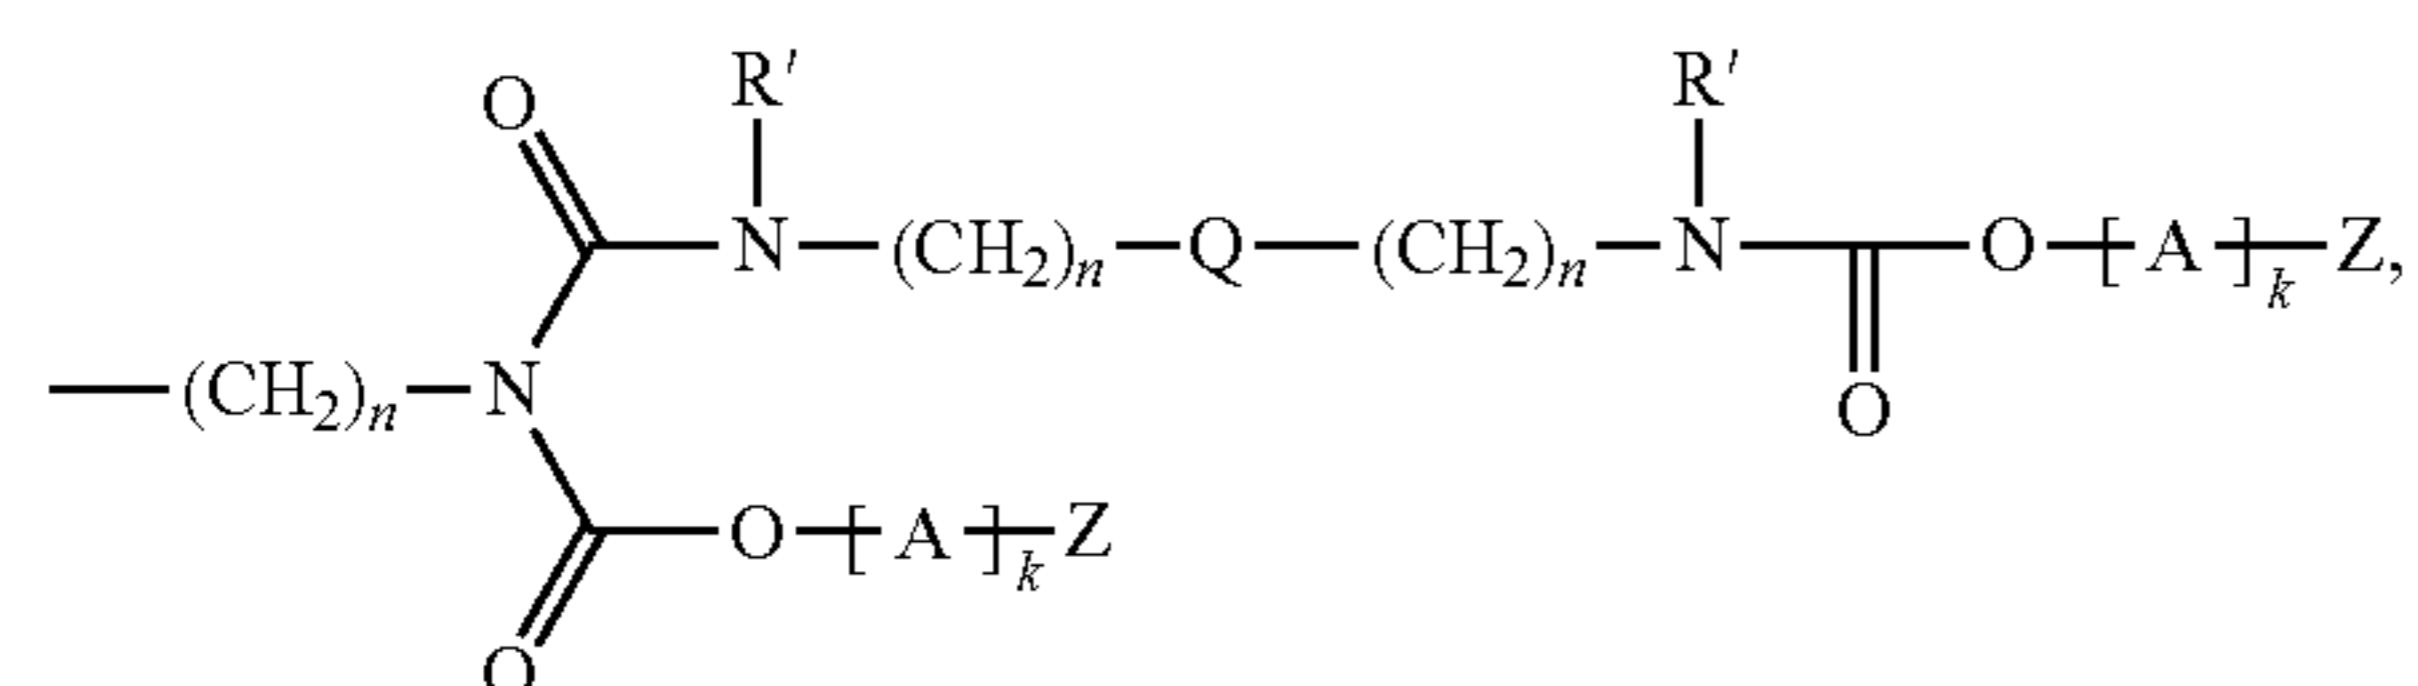 R′ R′
O
N—(CH₂)ₙ—Q—(CH₂)ₙ—N O [A]ₖ Z,
—(CH₂)ₙ—N O
O [A]ₖ Z
O